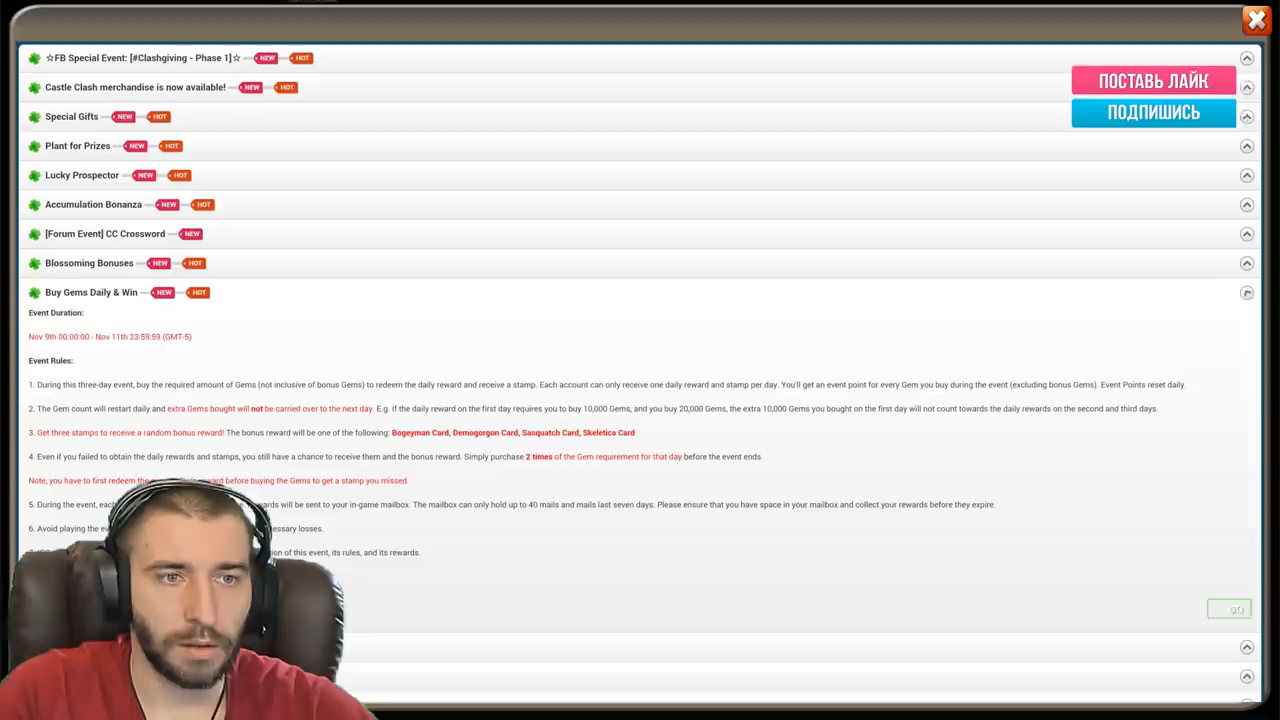 ☆FB Special Event: [#Clashgiving - Phase 1]☆ NEW HOT
ПОСТАВЬ ЛАЙК
Castle Clash merchandise is now available! NEW HOT
ПОДПИШИСЬ
Special Gifts NEW HOT
Plant for Prizes NEW HOT
Lucky Prospector NEW HOT
Accumulation Bonanza NEW HOT
[Forum Event] CC Crossword NEW
Blossoming Bonuses NEW HOT
Buy Gems Daily & Win NEW HOT
Event Duration:
Nov 9th 00:00:00 - Nov 11th 23:59:59 (GMT-5)
Event Rules:
1. During this three-day event, buy the required amount of Gems (not inclusive of bonus Gems) to redeem the daily reward and receive a stamp. Each account can only receive one daily reward and stamp per day. You'll get an event point for every Gem you buy during the event (excluding bonus Gems). Event Points reset daily.
2. The Gem count will restart daily and extra Gems bought will not be carried over to the next day. E.g. If the daily reward on the first day requires you to buy 10,000 Gems, and you buy 20,000 Gems, the extra 10,000 Gems you bought on the first day will not count towards the daily rewards on the second and third days.
3. Get three stamps to receive a random bonus reward! The bonus reward will be one of the following: Bogeyman Card, Demogorgon Card, Sasquatch Card, Skeletica Card.
4. Even if you failed to obtain the daily rewards and stamps, you still have a chance to receive them and the bonus reward. Simply purchase 2 times of the Gem requirement for that day before the event ends.
Note, you have to first redeem the before buying the Gems to get a stamp you missed.
5. During the event, will be sent to your in-game mailbox. The mailbox can only hold up to 40 mails and mails last seven days. Please ensure that you have space in your mailbox and collect your rewards before they expire.
6. Avoid playing the losses.
of this event, its rules, and its rewards.